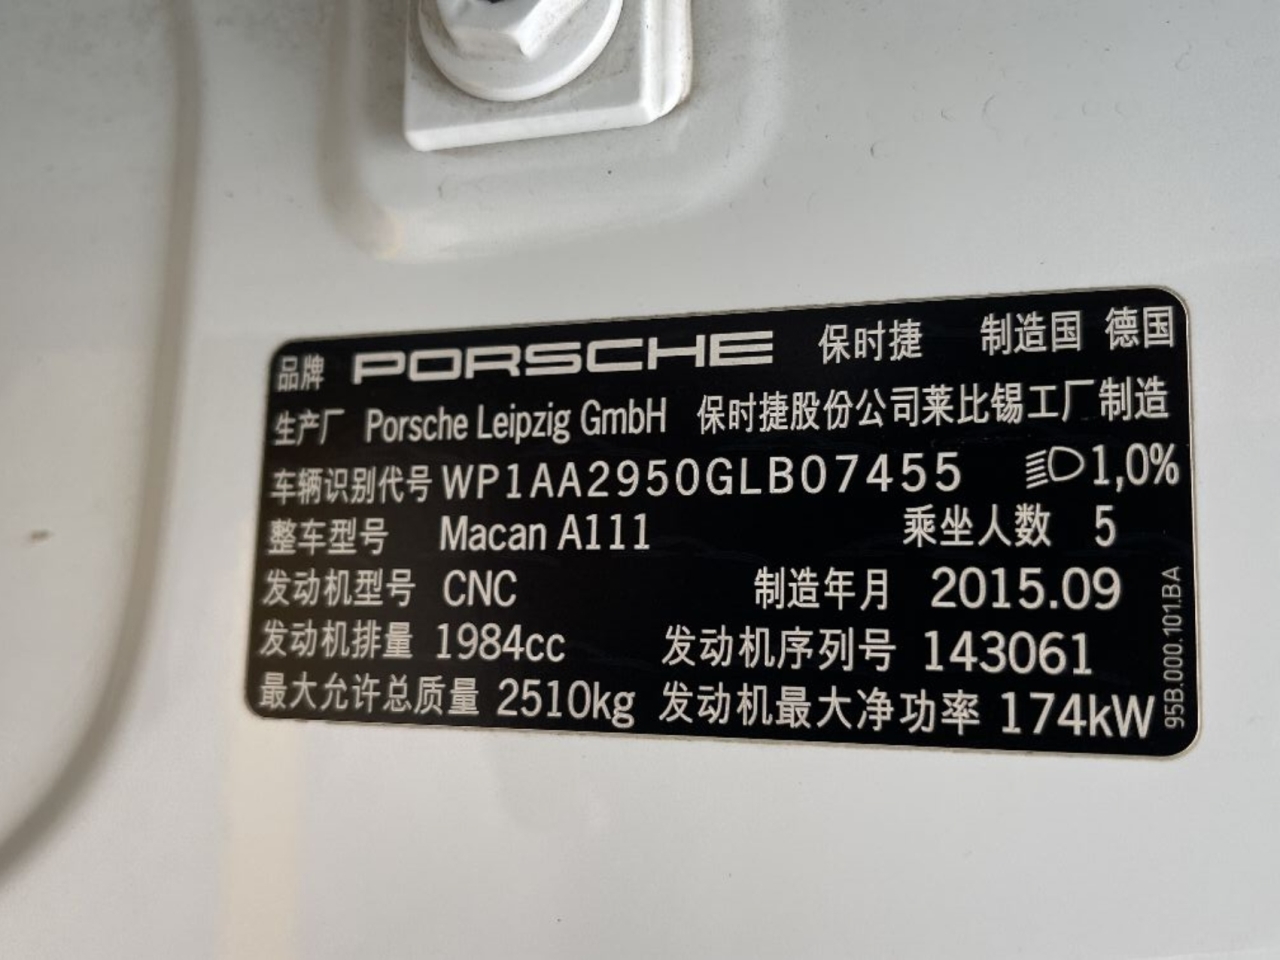 品牌 PORSCHE 保时捷 制造国 德国
生产厂 Porsche Leipzig GmbH 保时捷股份公司莱比锡工厂制造
车辆识别代号 WP1AA2950GLB07455 1,0%
整车型号 Macan A111 乘坐人数 5
发动机型号 CNC 制造年月 2015.09
发动机排量 1984cc 发动机序列号 143061
最大允许总质量 2510kg 发动机最大净功率 174kW
95B.000.101.BA